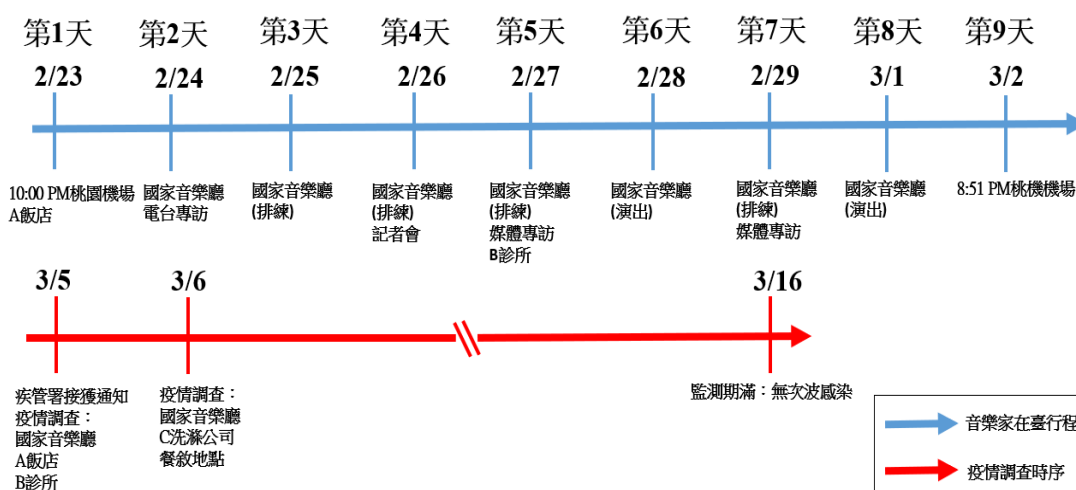 第1天 第2天 第3天 第4天 第5天 第6天 第7天 第8天 第9天
2/23 2/24 2/25 2/26 2/27 2/28 2/29 3/1 3/2
10:00 PM桃園機場
A飯店
國家音樂廳
電台專訪
國家音樂廳
(排練)
國家音樂廳
(排練)
記者會
國家音樂廳
(排練)
媒體專訪
B診所
國家音樂廳
(演出)
國家音樂廳
(排練)
媒體專訪
國家音樂廳
(演出)
8:51 PM桃機機場
3/5 3/6 3/16
疾管署接獲通知
疫情調查：
國家音樂廳
A飯店
B診所
疫情調查：
國家音樂廳
C洗滌公司
餐敘地點
監測期滿：無次波感染
音樂家在臺行程
疫情調查時序